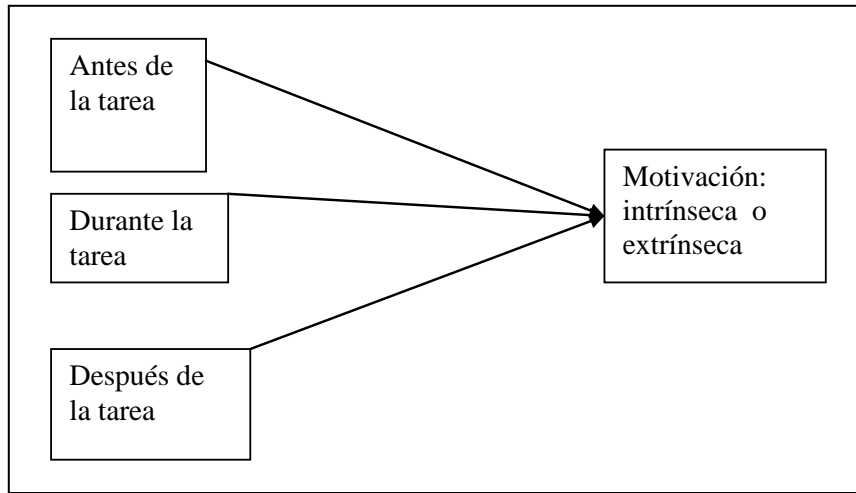 Antes de
la tarea
Durante la
tarea
Después de
la tarea
Motivación:
intrínseca o
extrínseca